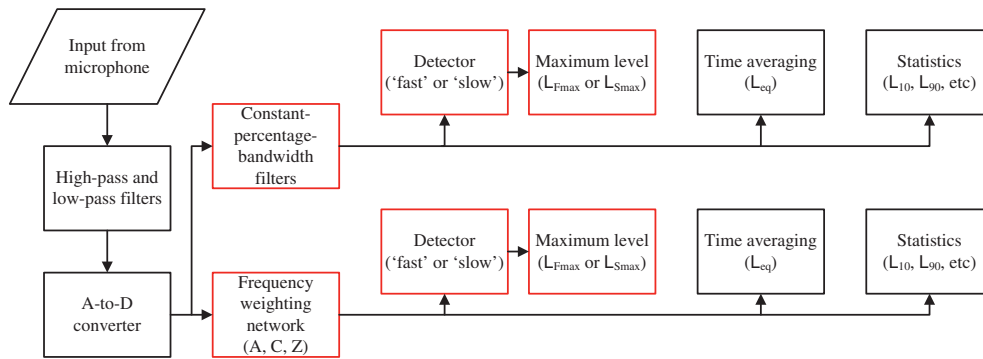 Input from
microphone
High-pass and
low-pass filters
A-to-D
converter
Constant-
percentage-
bandwidth
filters
Detector
(‘fast’ or ‘slow’)
Maximum level
(LFmax or LSmax)
Time averaging
(Leq)
Statistics
(L10, L90, etc)
Frequency
weighting
network
(A, C, Z)
Detector
(‘fast’ or ‘slow’)
Maximum level
(LFmax or LSmax)
Time averaging
(Leq)
Statistics
(L10, L90, etc)